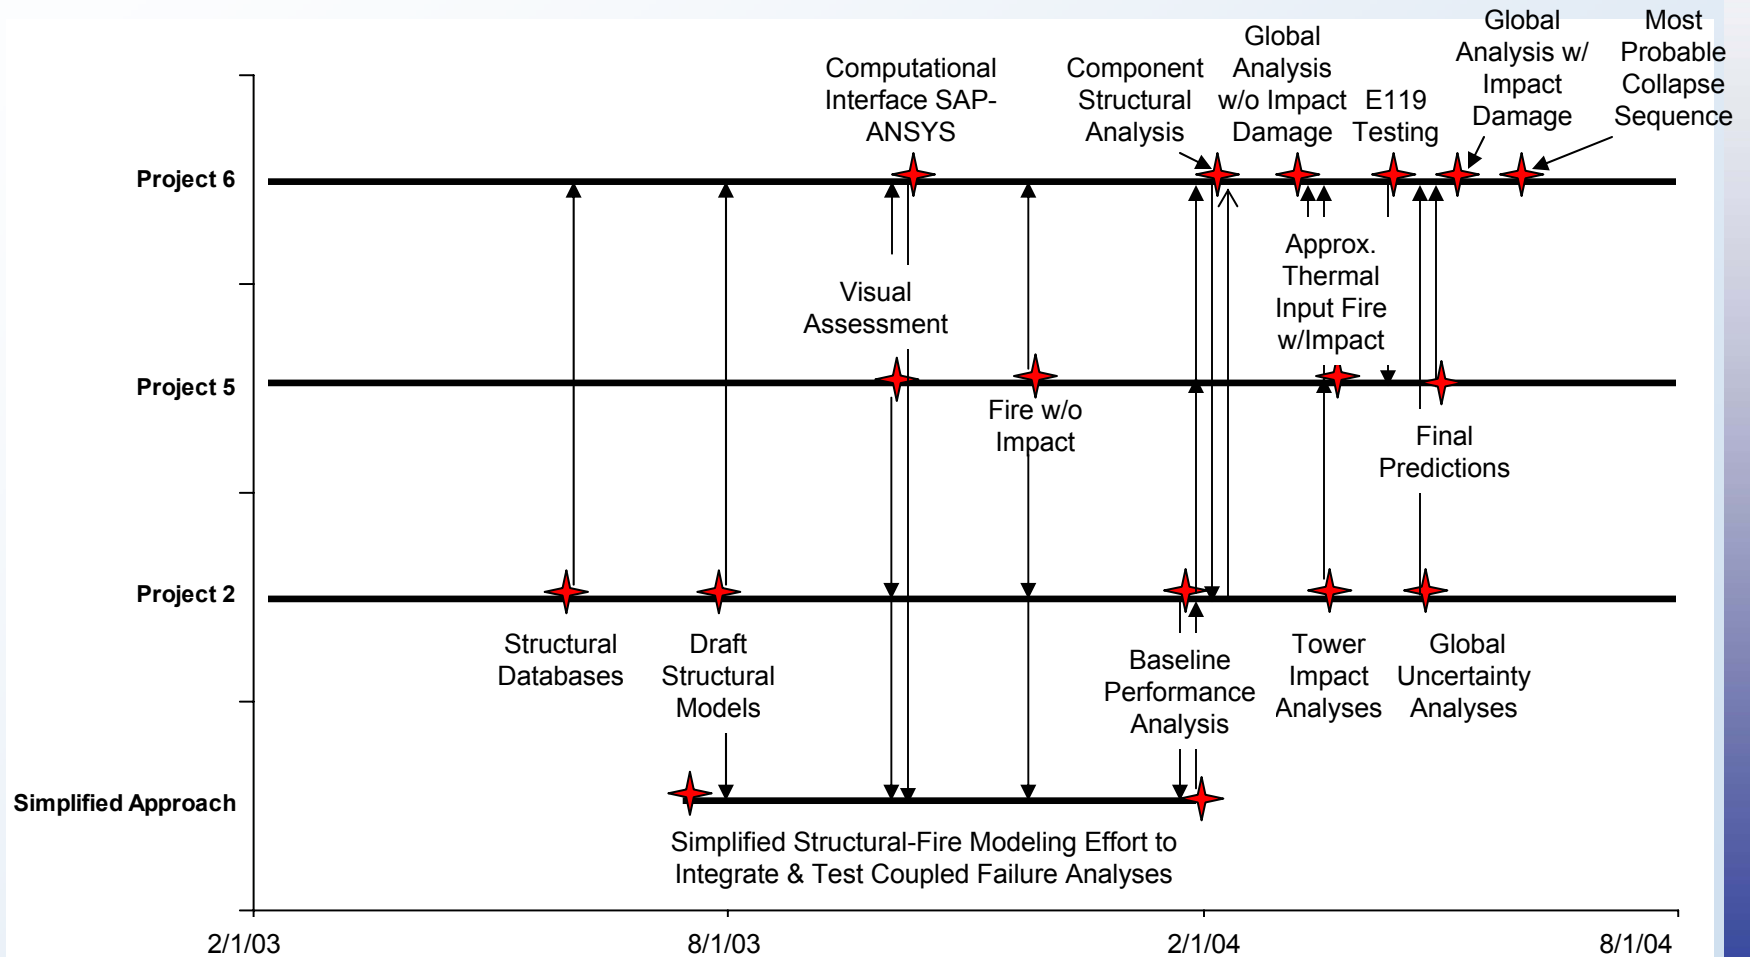 Computational
Interface SAP-
ANSYS
Component
Structural
Analysis
Global
Analysis
w/o Impact
Damage
E119
Testing
Global
Analysis w/
Impact
Damage
Most
Probable
Collapse
Sequence
Project 6
Visual
Assessment
Approx.
Thermal
Input Fire
w/Impact
Project 5
Fire w/o
Impact
Final
Predictions
Project 2
Structural
Databases
Draft
Structural
Models
Baseline
Performance
Analysis
Tower
Impact
Analyses
Global
Uncertainty
Analyses
Simplified Approach
Simplified Structural-Fire Modeling Effort to
Integrate & Test Coupled Failure Analyses
2/1/03
8/1/03
2/1/04
8/1/04